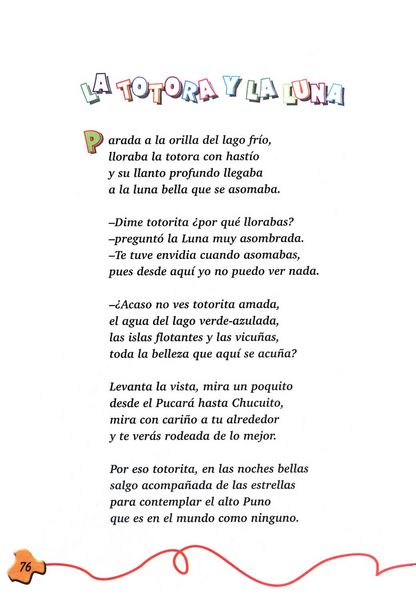 LA TOTORA Y LA LUNA
Parada a la orilla del lago frío,
lloraba la totora con hastío
y su llanto profundo llegaba
a la luna bella que se asomaba.
–Dime totorita ¿por qué llorabas?
–preguntó la Luna muy asombrada.
–Te tuve envidia cuando asomabas,
pues desde aquí yo no puedo ver nada.
–¿Acaso no ves totorita amada,
el agua del lago verde-azulada,
las islas flotantes y las vicuñas,
toda la belleza que aquí se acuña?
Levanta la vista, mira un poquito
desde el Pucará hasta Chucuito,
mira con cariño a tu alrededor
y te verás rodeada de lo mejor.
Por eso totorita, en las noches bellas
salgo acompañada de las estrellas
para contemplar el alto Puno
que es en el mundo como ninguno.
76